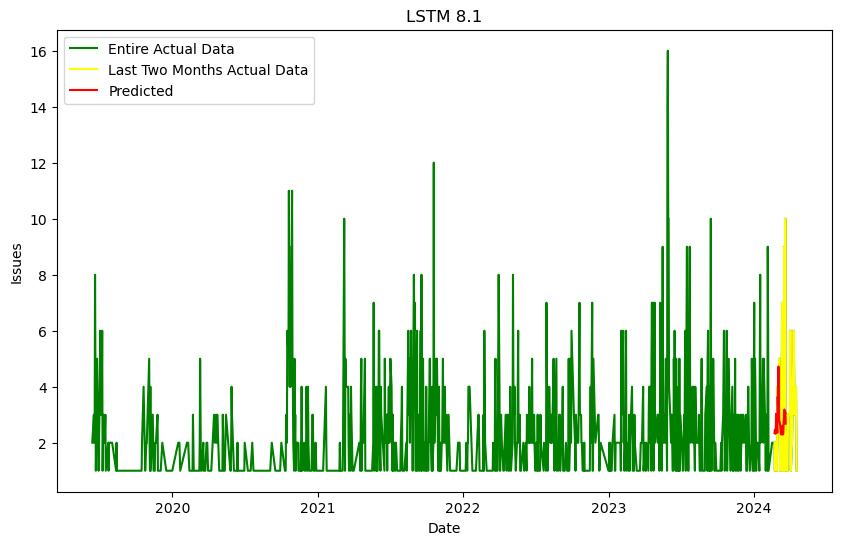 LSTM 8.1
Entire Actual Data
Last Two Months Actual Data
Predicted
16
14
12
10
8
6
4
2
Issues
2020
2021
2022
2023
2024
Date